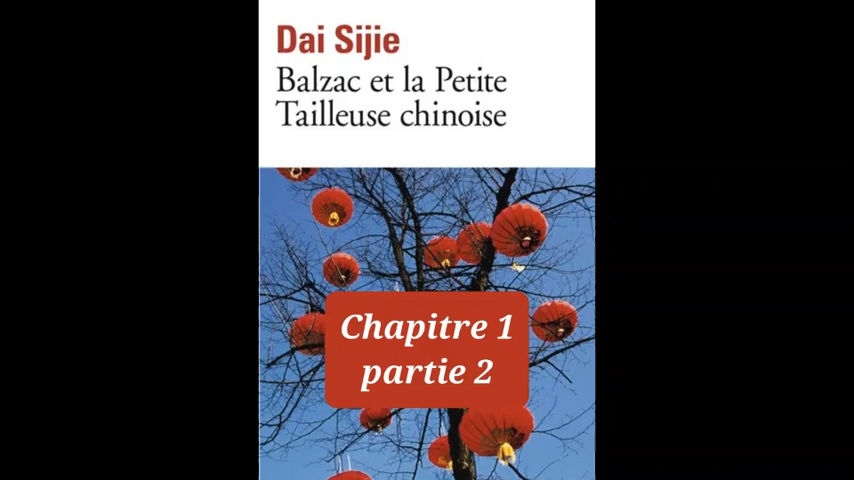 Dai Sijie
Balzac et la Petite
Tailleuse chinoise
Chapitre 1
partie 2